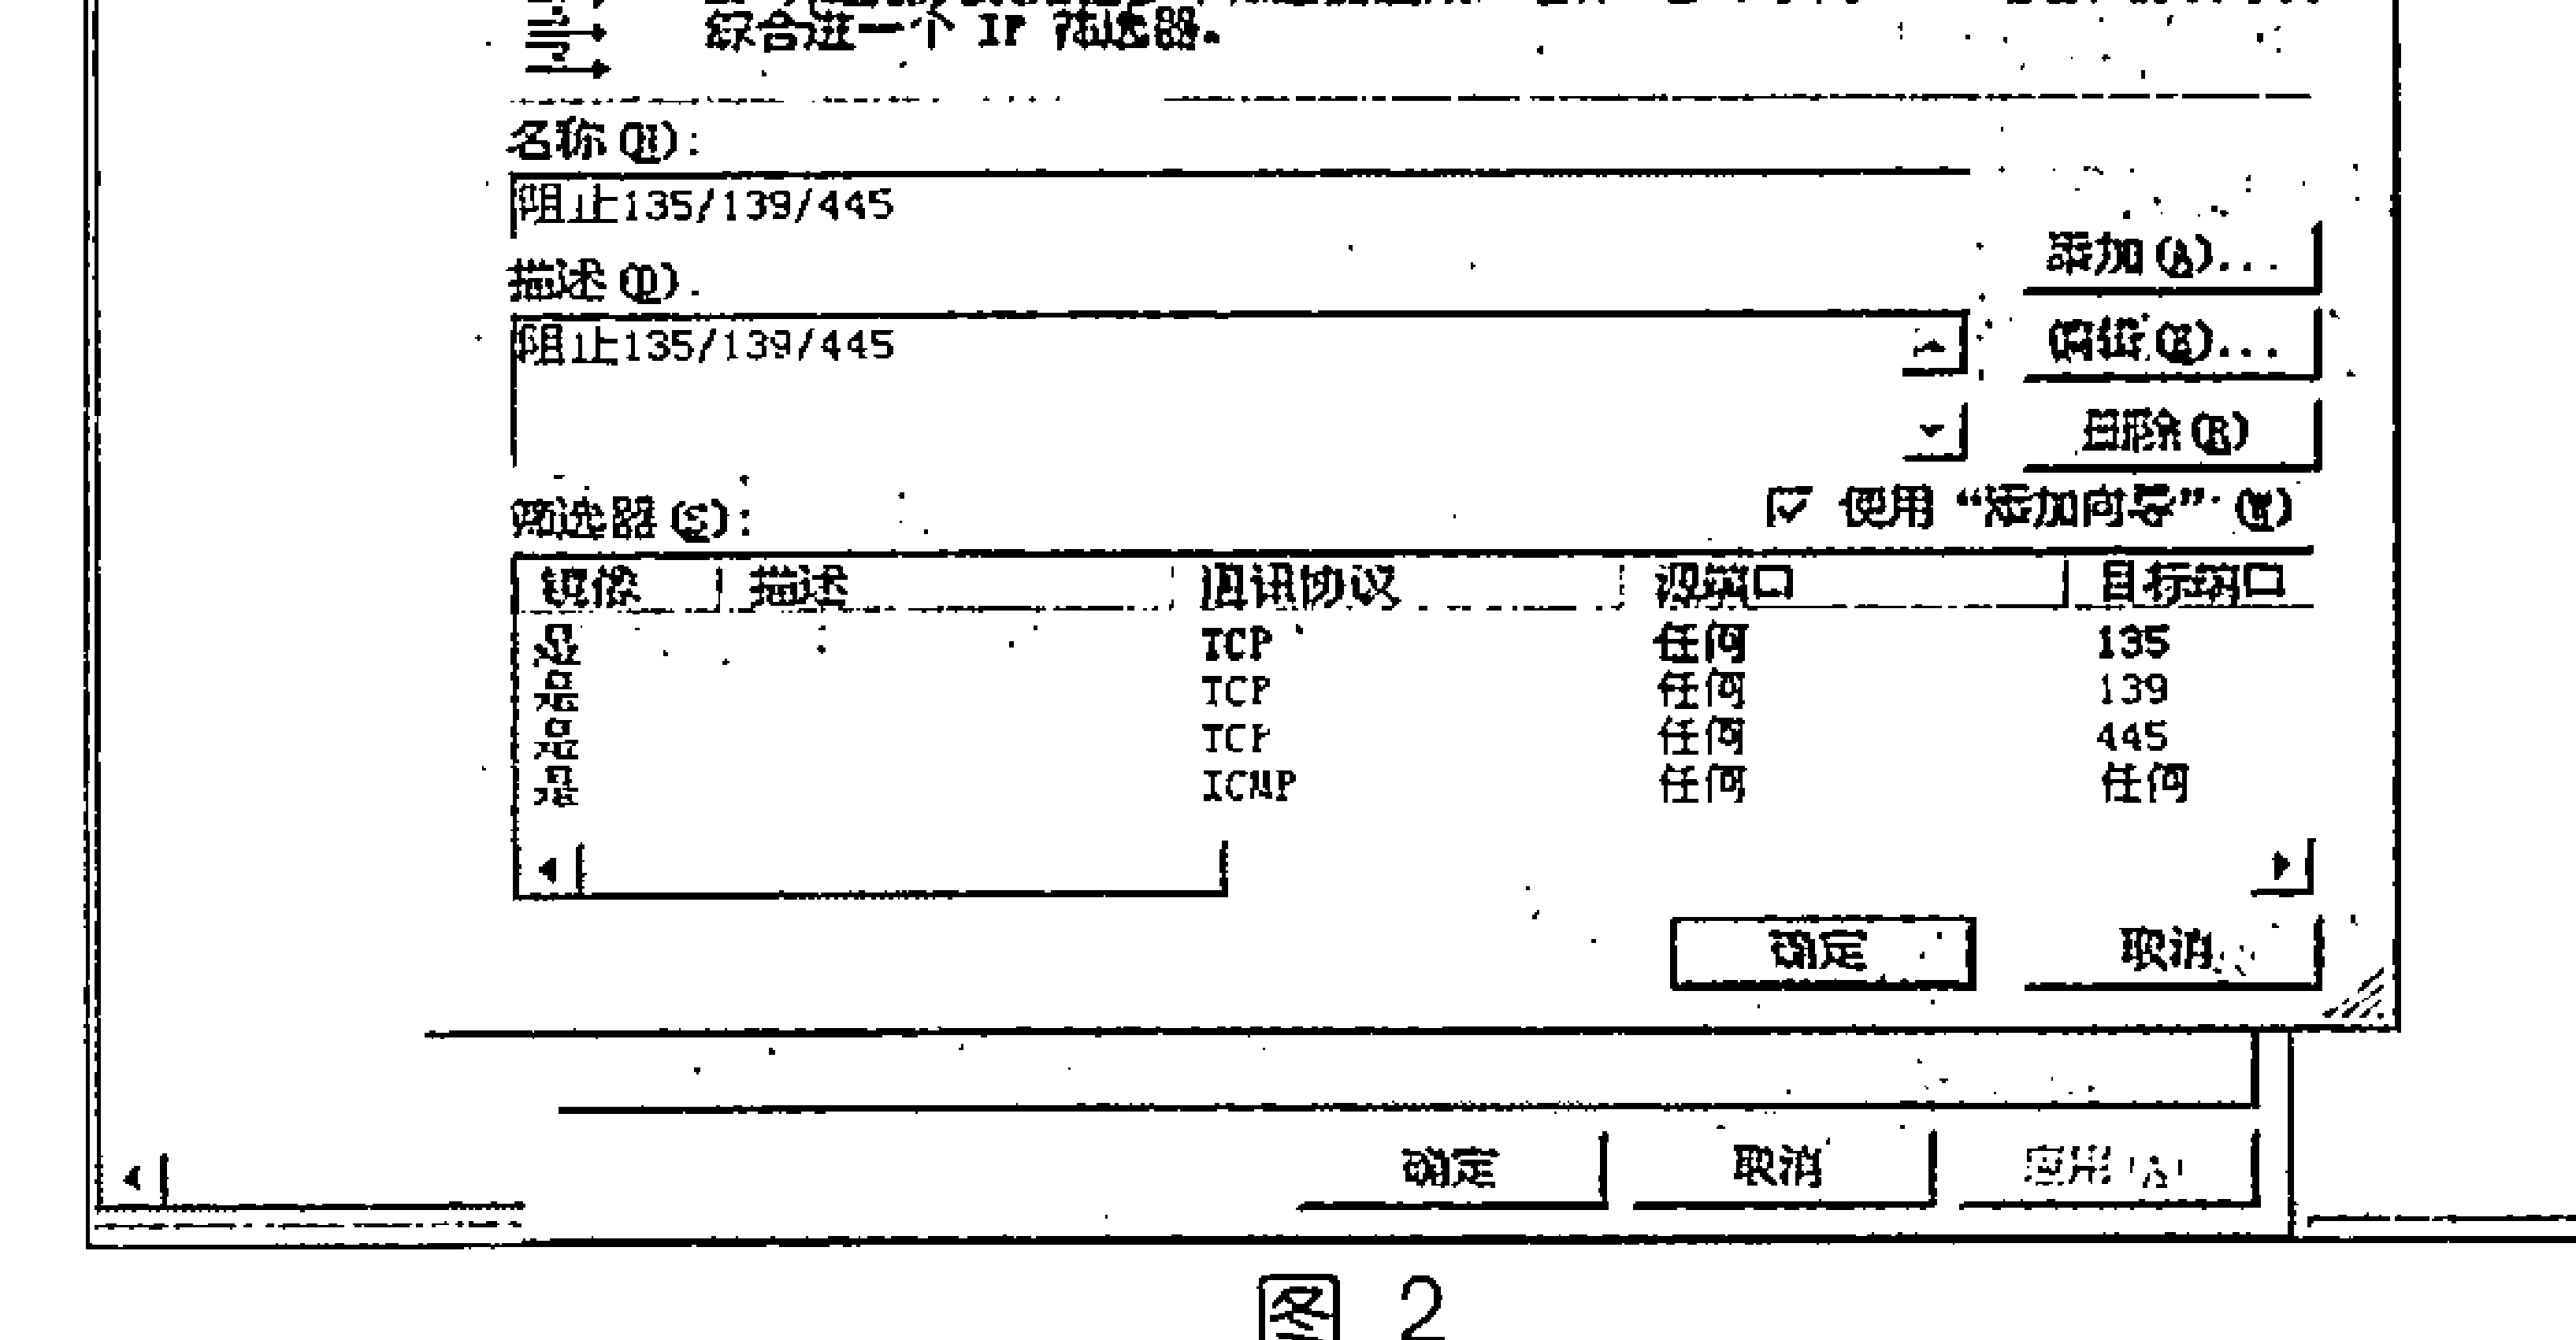 综合进一个 IP 筛选器。
名称(N):
阻止135/139/445
添加(A)...
描述(D).
阻止135/139/445
编辑(E)...
删除(R)
筛选器(S):
使用“添加向导”(W)
镜像 描述 通讯协议 源端口 目标端口
是 TCP 任何 135
是 TCP 任何 139
是 TCP 任何 445
是 ICMP 任何 任何
确定 取消
确定 取消 应用(A)
图 2